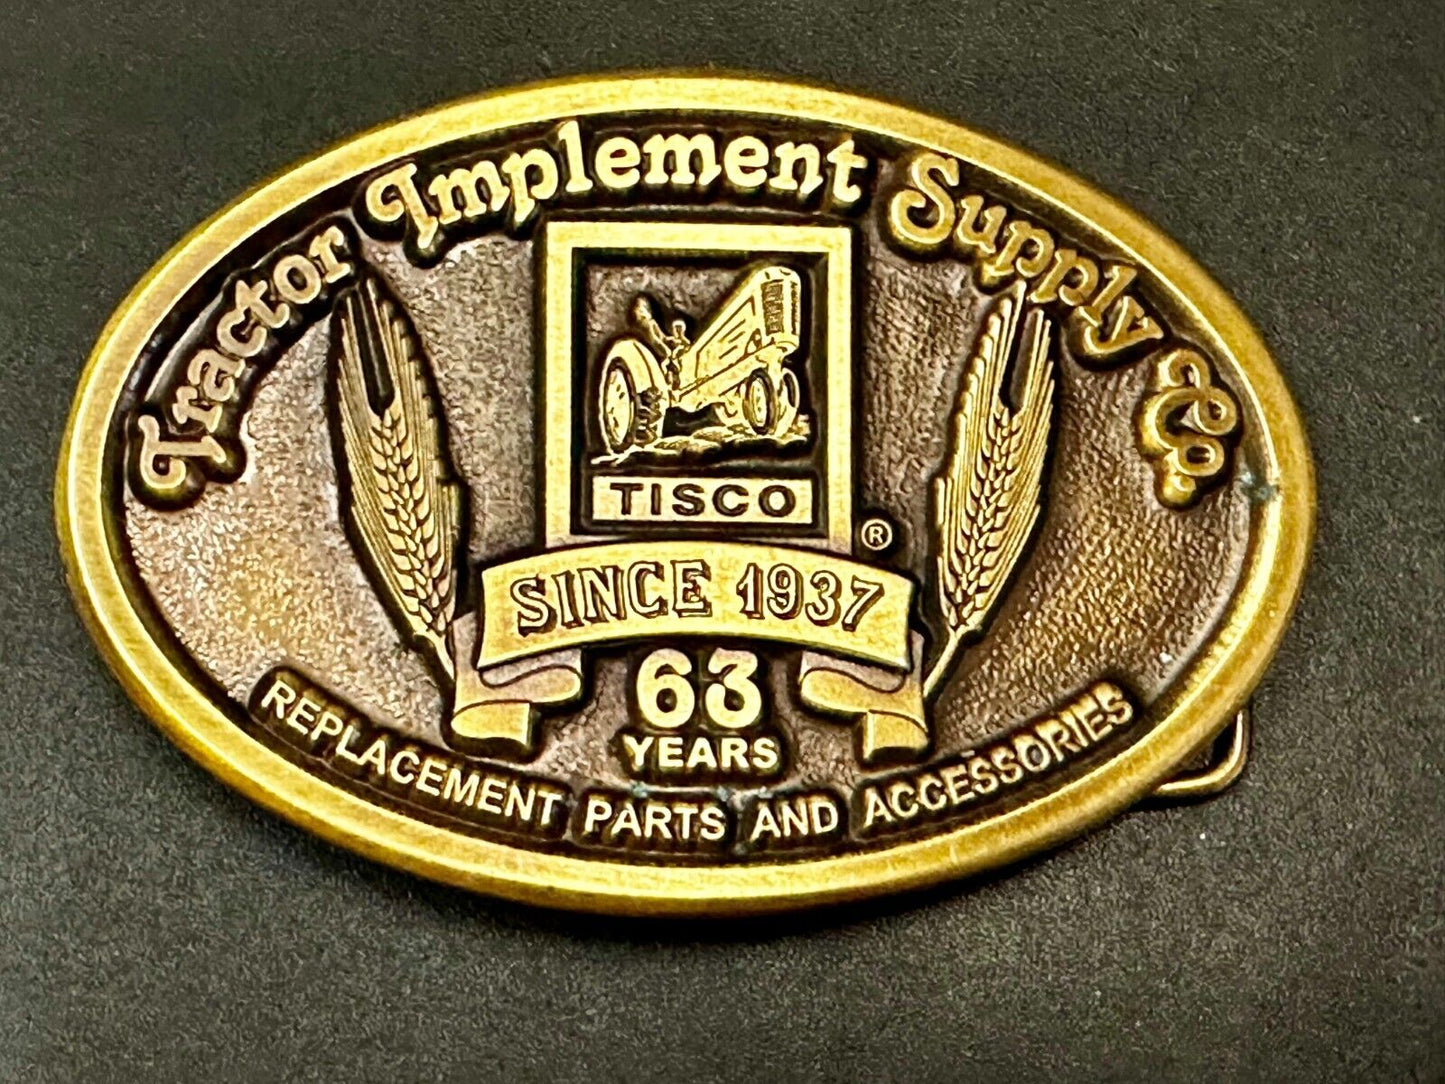 Tractor Implement Supply Co.
TISCO
®
SINCE 1937
63
YEARS
REPLACEMENT PARTS AND ACCESSORIES